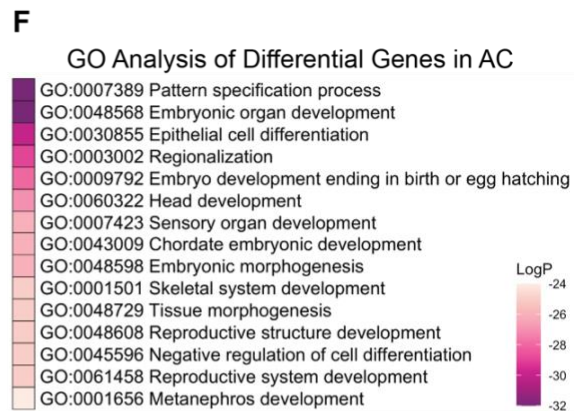 F
GO Analysis of Differential Genes in AC
GO:0007389 Pattern specification process
GO:0048568 Embryonic organ development
GO:0030855 Epithelial cell differentiation
GO:0003002 Regionalization
GO:0009792 Embryo development ending in birth or egg hatching
GO:0060322 Head development
GO:0007423 Sensory organ development
GO:0043009 Chordate embryonic development
GO:0048598 Embryonic morphogenesis
GO:0001501 Skeletal system development
GO:0048729 Tissue morphogenesis
GO:0048608 Reproductive structure development
GO:0045596 Negative regulation of cell differentiation
GO:0061458 Reproductive system development
GO:0001656 Metanephros development
LogP
-24
-26
-28
-30
-32